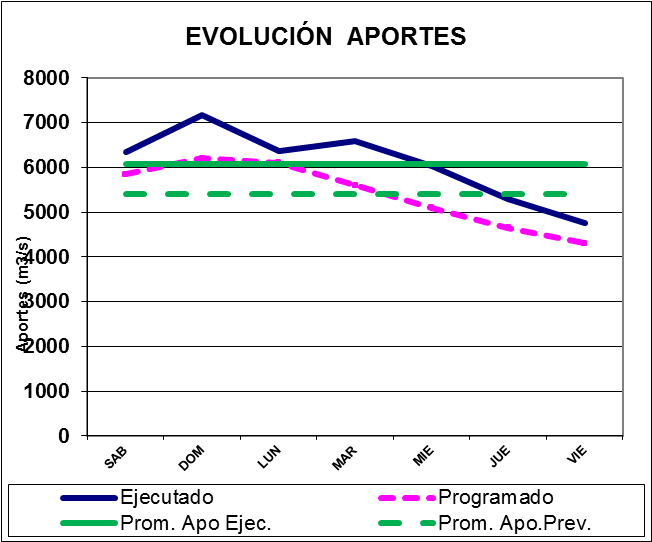 EVOLUCIÓN APORTES
8000
7000
6000
5000
4000
3000
2000
1000
0
Aportes (m3/s)
SAB DOM LUN MAR MIE JUE VIE
Ejecutado Programado
Prom. Apo Ejec. Prom. Apo.Prev.